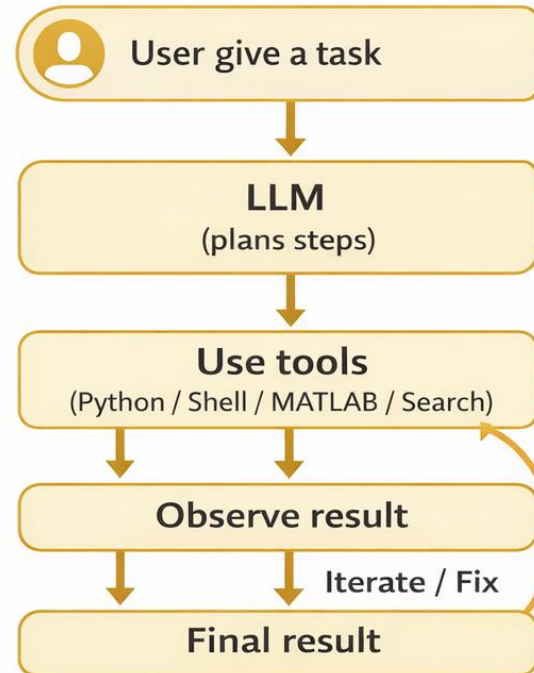 User give a task
LLM
(plans steps)
Use tools
(Python / Shell / MATLAB / Search)
Observe result
Iterate / Fix
Final result